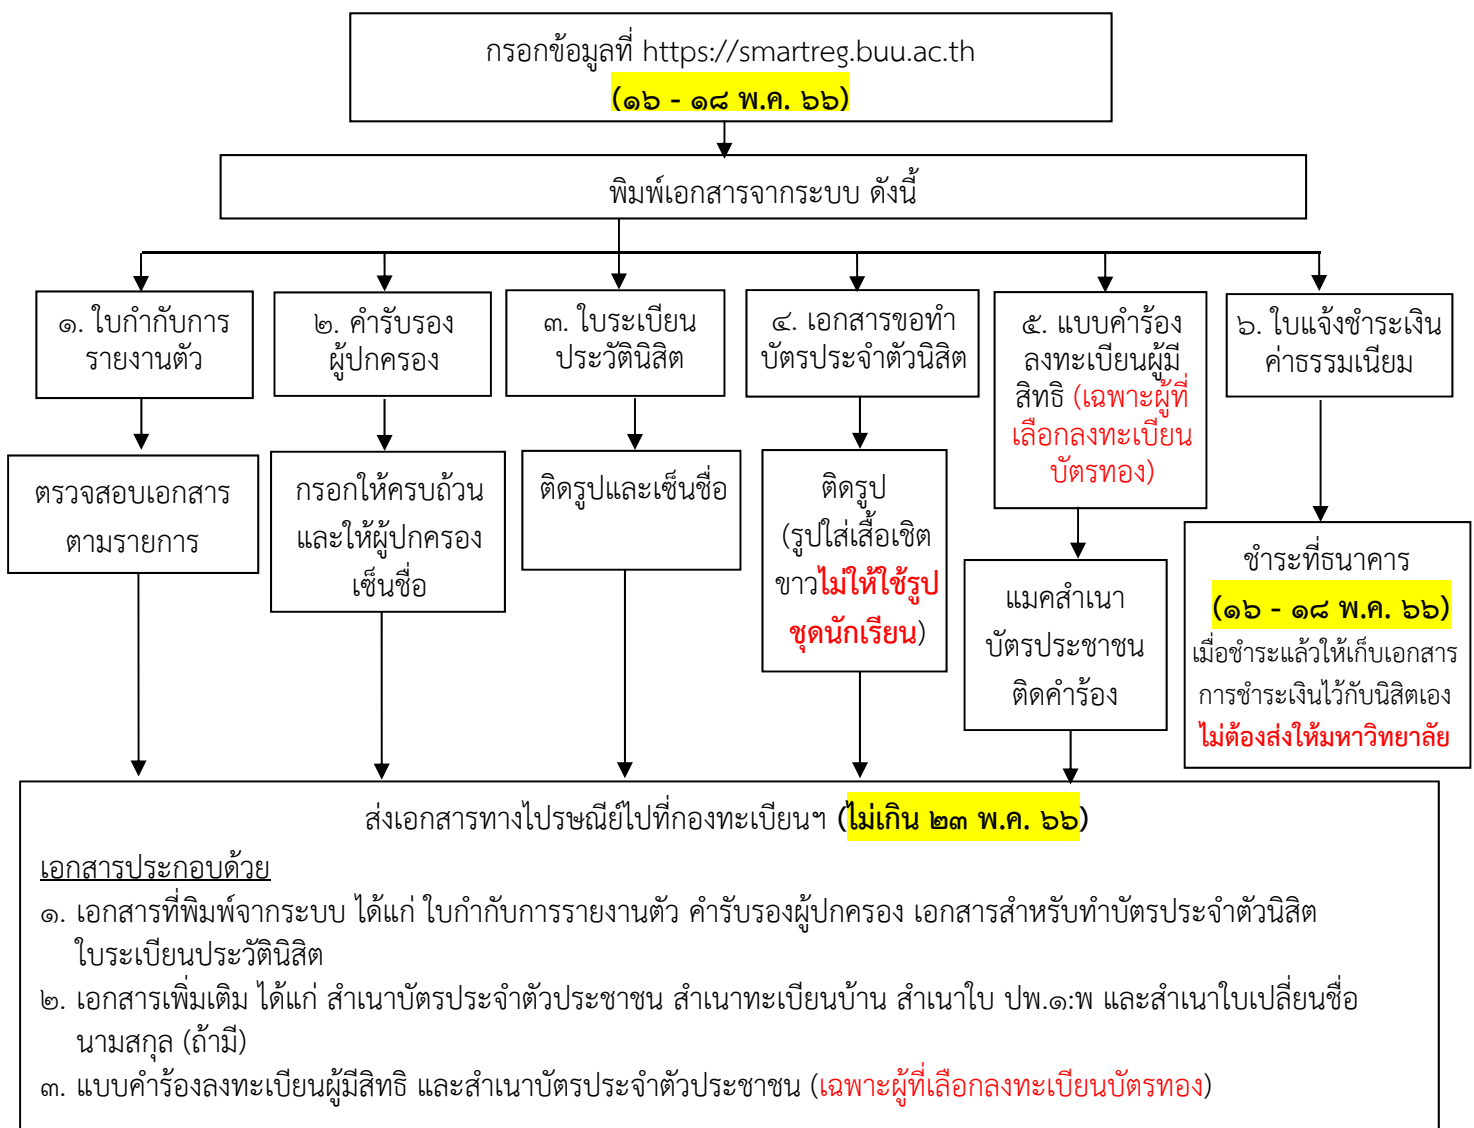 กรอกข้อมูลที่ https://smartreg.buu.ac.th
(๑๖ - ๑๘ พ.ค. ๖๖)
พิมพ์เอกสารจากระบบ ดังนี้
๑. ใบกำกับการ
รายงานตัว
๒. คำรับรอง
ผู้ปกครอง
๓. ใบระเบียน
ประวัตินิสิต
๔. เอกสารขอทำ
บัตรประจำตัวนิสิต
๕. แบบคำร้อง
ลงทะเบียนผู้มี
สิทธิ (เฉพาะผู้ที่
เลือกลงทะเบียน
บัตรทอง)
๖. ใบแจ้งชำระเงิน
ค่าธรรมเนียม
ตรวจสอบเอกสาร
ตามรายการ
กรอกให้ครบถ้วน
และให้ผู้ปกครอง
เซ็นชื่อ
ติดรูปและเซ็นชื่อ
ติดรูป
(รูปใส่เสื้อเชิต
ขาวไม่ให้ใช้รูป
ชุดนักเรียน)
แมคสำเนา
บัตรประชาชน
ติดคำร้อง
ชำระที่ธนาคาร
(๑๖ - ๑๘ พ.ค. ๖๖)
เมื่อชำระแล้วให้เก็บเอกสาร
การชำระเงินไว้กับนิสิตเอง
ไม่ต้องส่งให้มหาวิทยาลัย
ส่งเอกสารทางไปรษณีย์ไปที่กองทะเบียนฯ (ไม่เกิน ๒๓ พ.ค. ๖๖)
เอกสารประกอบด้วย
๑. เอกสารที่พิมพ์จากระบบ ได้แก่ ใบกำกับการรายงานตัว คำรับรองผู้ปกครอง เอกสารสำหรับทำบัตรประจำตัวนิสิต
ใบระเบียนประวัตินิสิต
๒. เอกสารเพิ่มเติม ได้แก่ สำเนาบัตรประจำตัวประชาชน สำเนาทะเบียนบ้าน สำเนาใบ ปพ.๑:พ และสำเนาใบเปลี่ยนชื่อ
นามสกุล (ถ้ามี)
๓. แบบคำร้องลงทะเบียนผู้มีสิทธิ และสำเนาบัตรประจำตัวประชาชน (เฉพาะผู้ที่เลือกลงทะเบียนบัตรทอง)